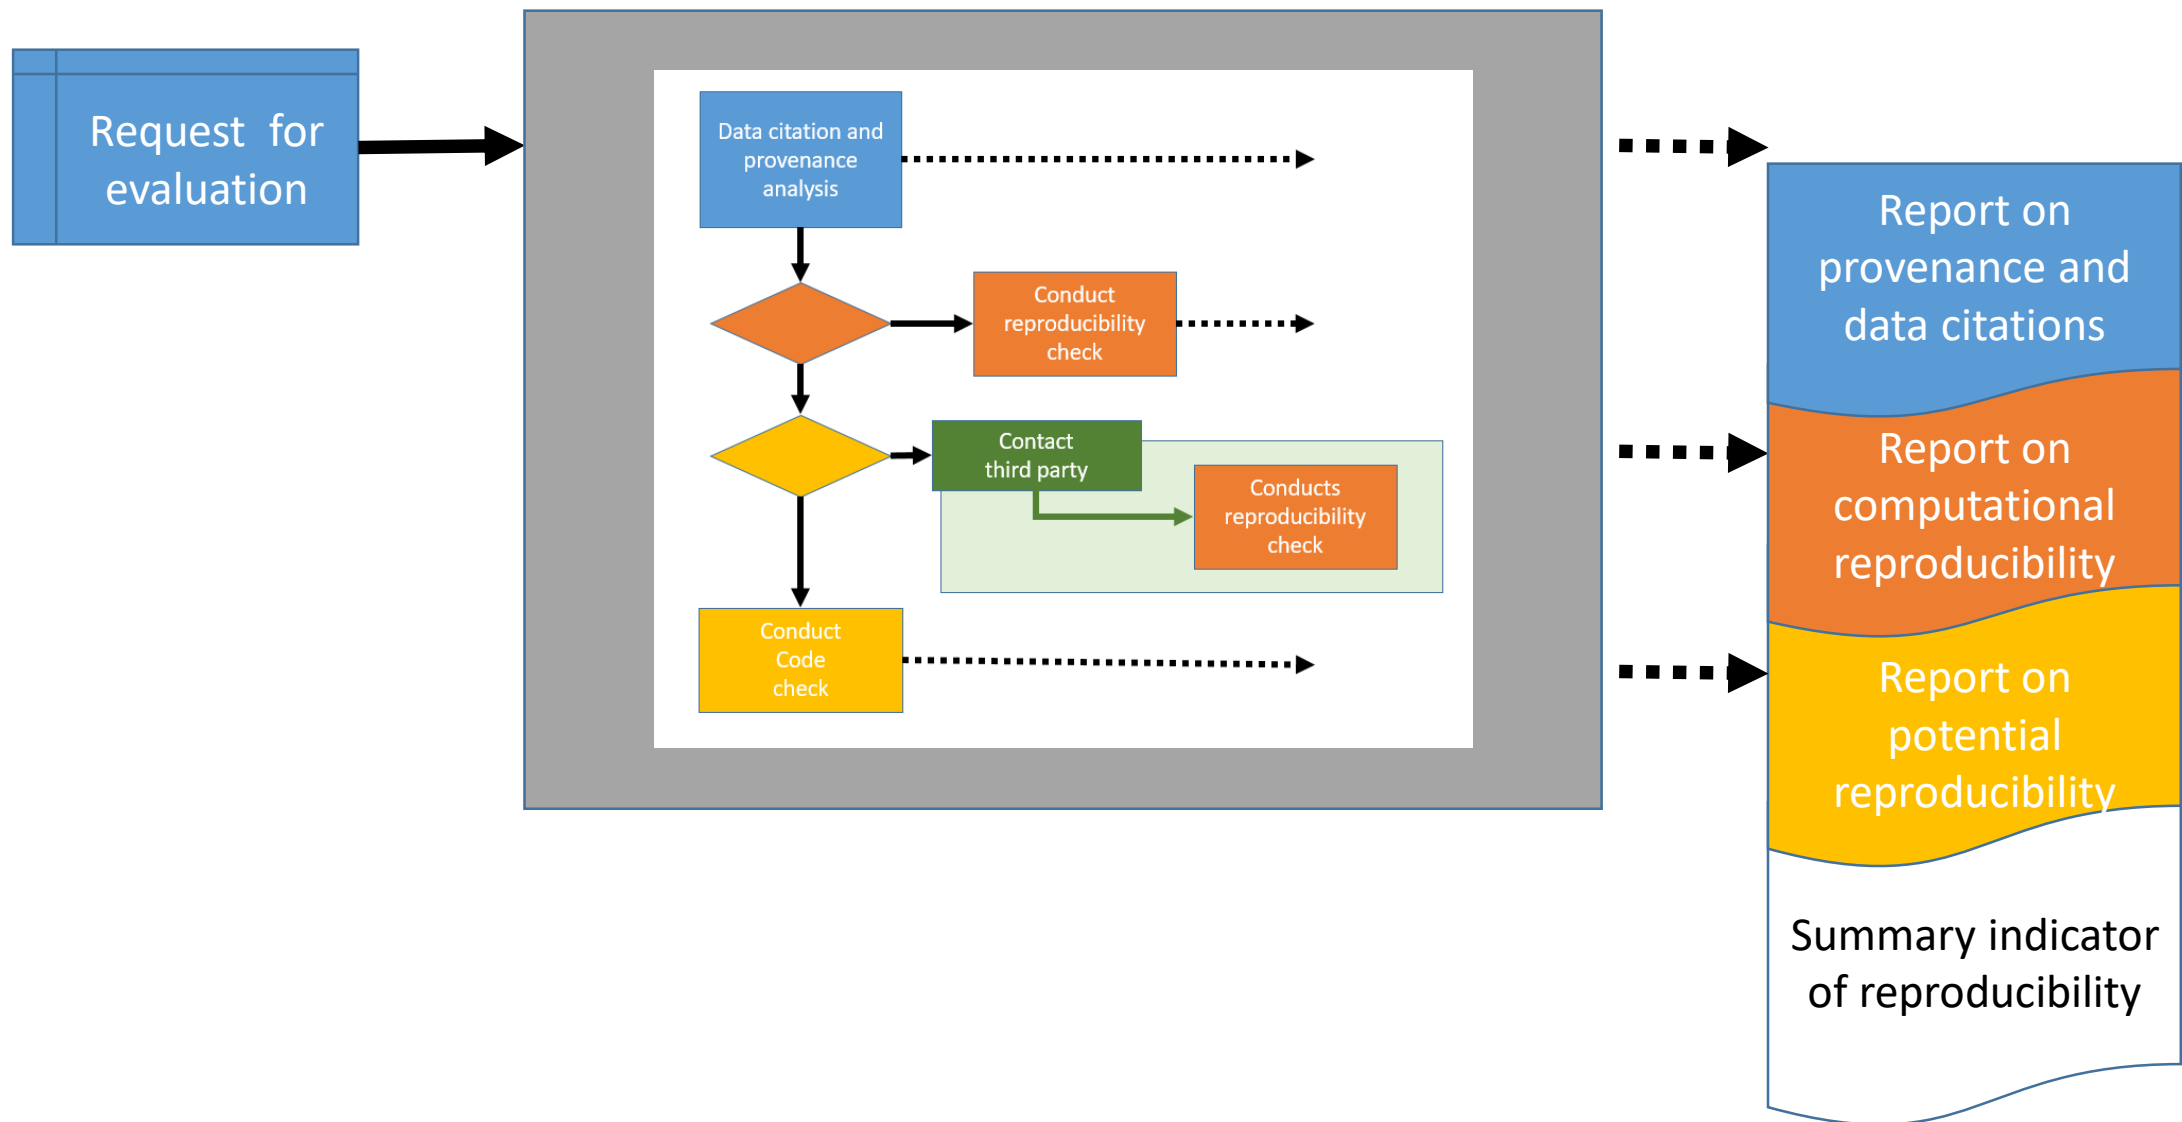 Request for
evaluation
Data citation and
provenance
analysis
Conduct
reproducibility
check
Contact
third party
Conducts
reproducibility
check
Conduct
Code
check
Report on
provenance and
data citations
Report on
computational
reproducibility
Report on
potential
reproducibility
Summary indicator
of reproducibility